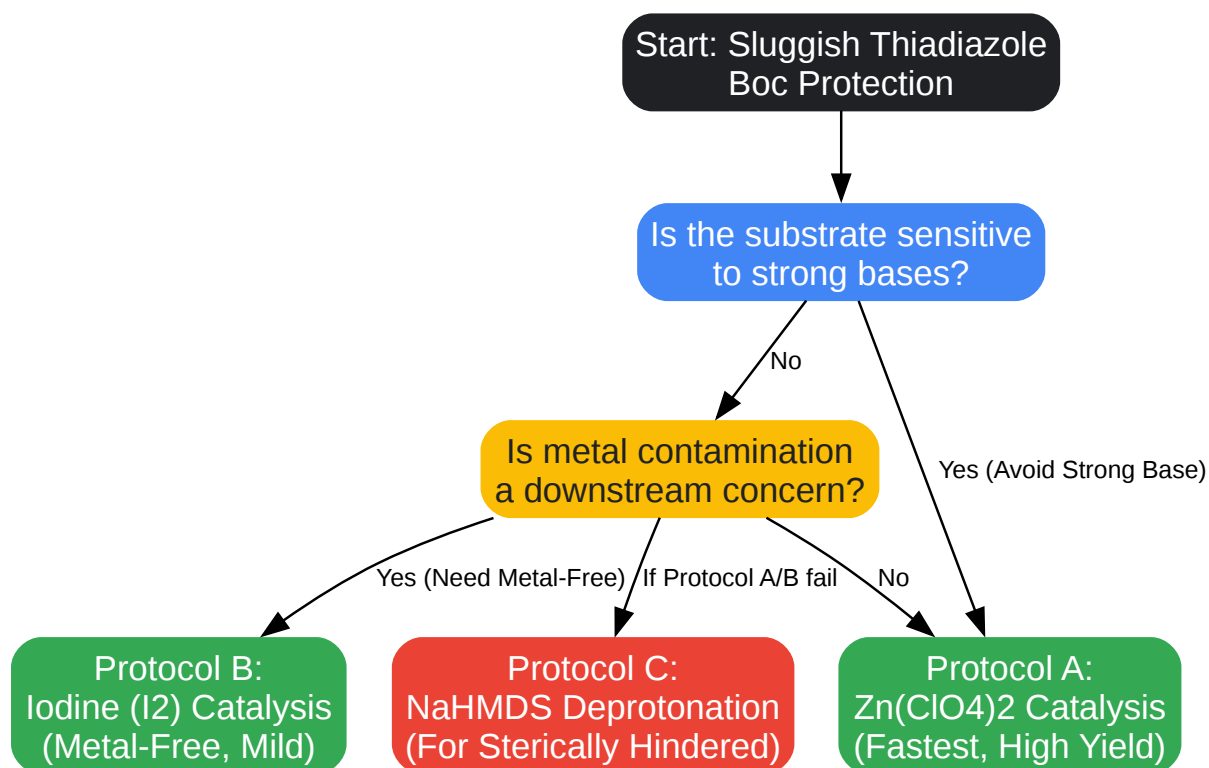 Start: Sluggish Thiadiazole
Boc Protection
Is the substrate sensitive
to strong bases?
No
Is metal contamination
a downstream concern?
Yes (Avoid Strong Base)
Yes (Need Metal-Free)
If Protocol A/B fail
No
Protocol B:
Iodine (I2) Catalysis
(Metal-Free, Mild)
Protocol C:
NaHMDS Deprotonation
(For Sterically Hindered)
Protocol A:
Zn(ClO4)2 Catalysis
(Fastest, High Yield)